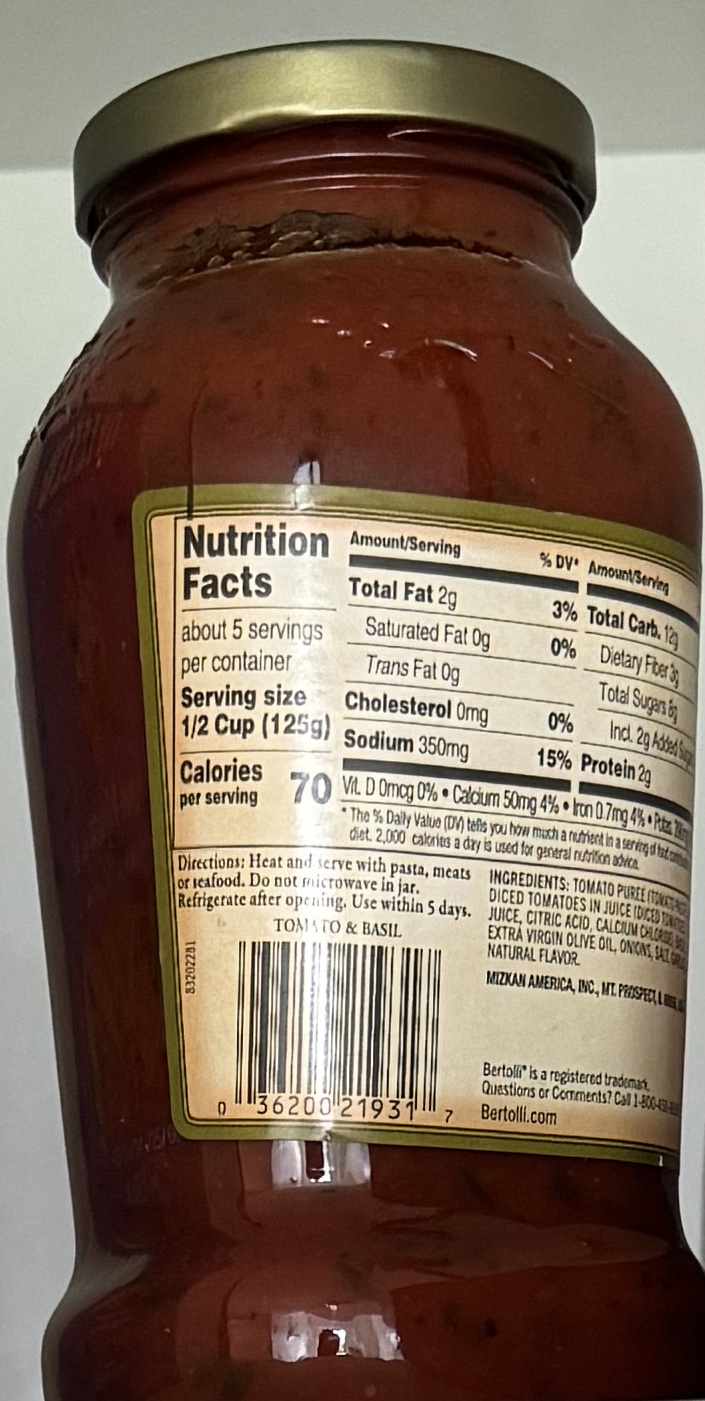 Nutrition
Facts
about 5 servings
per container
Serving size
1/2 Cup (125g)
Calories 70
per serving
Amount/Serving % DV*
Total Fat 2g 3%
Saturated Fat 0g 0%
Trans Fat 0g
Cholesterol 0mg 0%
Sodium 350mg 15%
Amount/Serving
Total Carb. 12g
Dietary Fiber 3g
Total Sugars 8g
Incl. 2g Added
Protein 2g
Vit. D 0mcg 0% • Calcium 50mg 4% • Iron 0.7mg 4% •
* The % Daily Value (DV) tells you how much a nutrient in a serving of food
diet. 2,000 calories a day is used for general nutrition advice.
Directions: Heat and serve with pasta, meats
or seafood. Do not microwave in jar.
Refrigerate after opening. Use within 5 days.
TOMATO & BASIL
83202281
0 36200 21931 7
INGREDIENTS: TOMATO PUREE (TOMATO
DICED TOMATOES IN JUICE (DICED
JUICE, CITRIC ACID, CALCIUM
EXTRA VIRGIN OLIVE OIL, ONIONS, SALT,
NATURAL FLAVOR.
MIZKAN AMERICA, INC., MT. PROSPECT, IL
Bertolli® is a registered trademark.
Questions or Comments? Call 1-800-
Bertolli.com